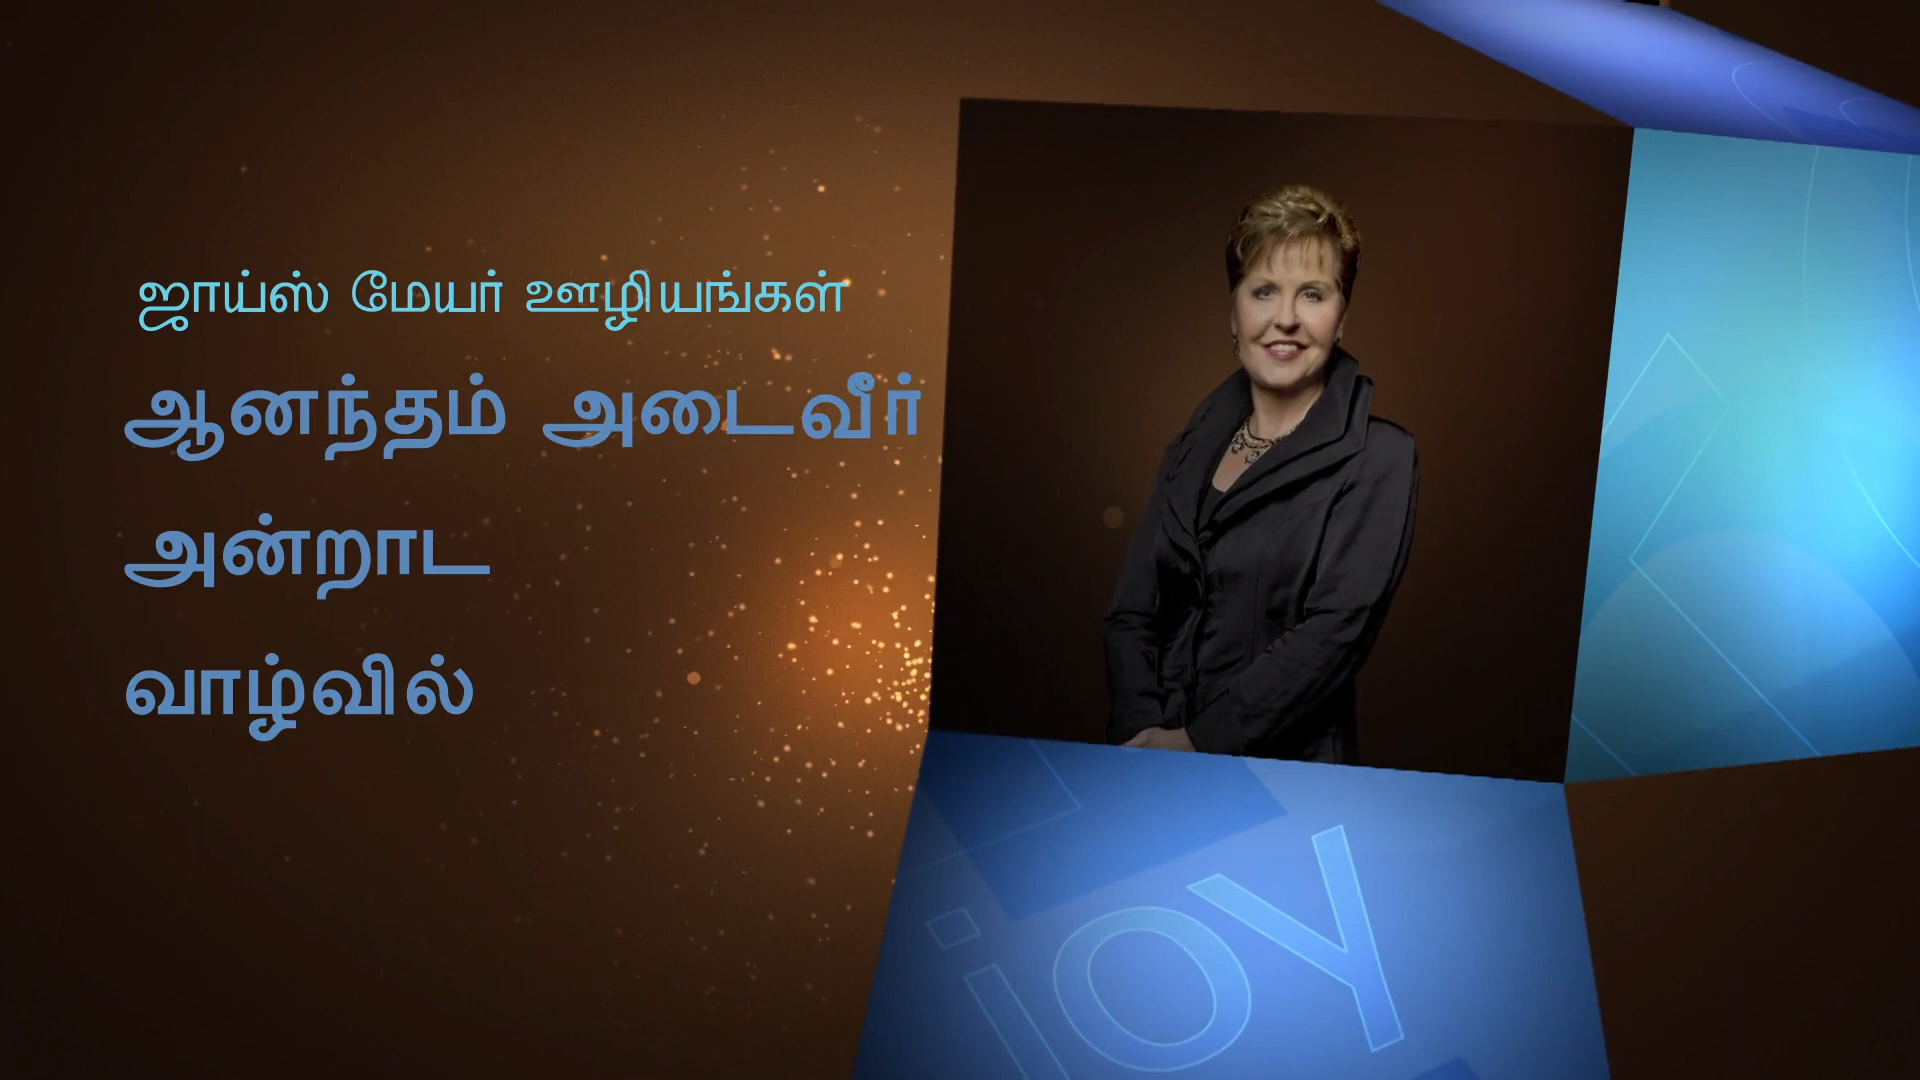 ஜாய்ஸ் மேயர் ஊழியங்கள்
ஆனந்தம் அடைவீர்
அன்றாட
வாழ்வில்
joy